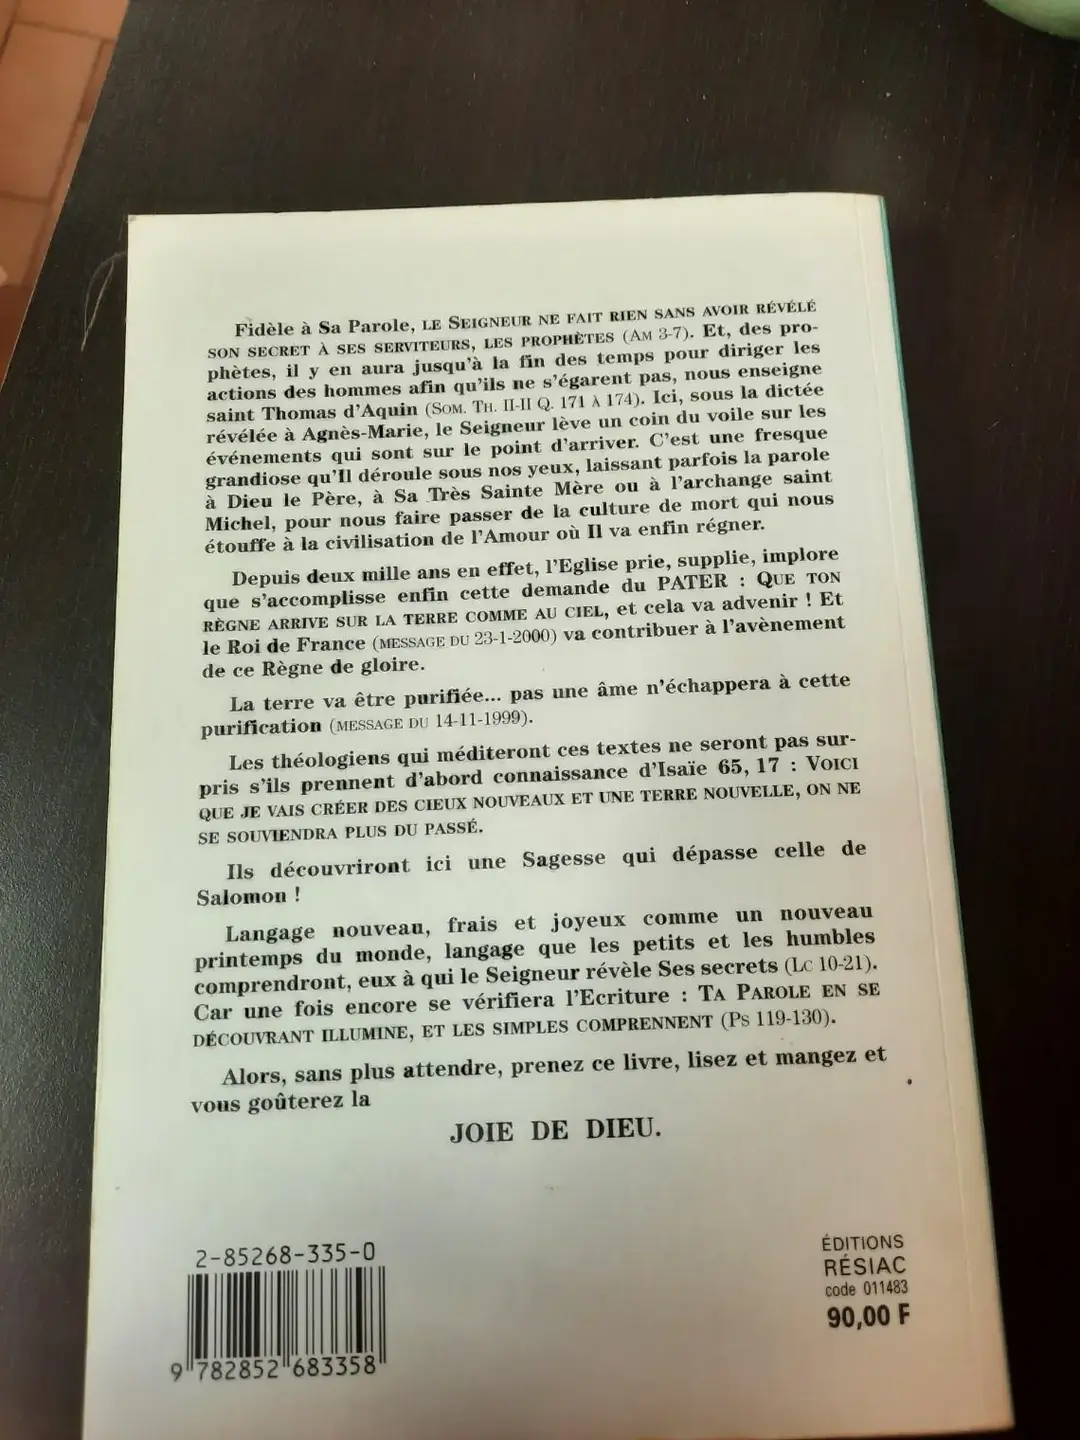 Fidèle à Sa Parole, LE SEIGNEUR NE FAIT RIEN SANS AVOIR RÉVÉLÉ
SON SECRET À SES SERVITEURS, LES PROPHÈTES (AM 3-7). Et, des pro-
phètes, il y en aura jusqu'à la fin des temps pour diriger les
actions des hommes afin qu'ils ne s'égarent pas, nous enseigne
saint Thomas d'Aquin (SOM. TH. II-II Q. 171 À 174). Ici, sous la dictée
révélée à Agnès-Marie, le Seigneur lève un coin du voile sur les
événements qui sont sur le point d'arriver. C'est une fresque
grandiose qu'Il déroule sous nos yeux, laissant parfois la parole
à Dieu le Père, à Sa Très Sainte Mère ou à l'archange saint
Michel, pour nous faire passer de la culture de mort qui nous
étouffe à la civilisation de l'Amour où Il va enfin régner.
Depuis deux mille ans en effet, l'Eglise prie, supplie, implore
que s'accomplisse enfin cette demande du PATER : QUE TON
RÈGNE ARRIVE SUR LA TERRE COMME AU CIEL, et cela va advenir ! Et
le Roi de France (MESSAGE DU 23-1-2000) va contribuer à l'avènement
de ce Règne de gloire.
La terre va être purifiée... pas une âme n'échappera à cette
purification (MESSAGE DU 14-11-1999).
Les théologiens qui méditeront ces textes ne seront pas sur-
pris s'ils prennent d'abord connaissance d'Isaïe 65, 17 : VOICI
QUE JE VAIS CRÉER DES CIEUX NOUVEAUX ET UNE TERRE NOUVELLE, ON NE
SE SOUVIENDRA PLUS DU PASSÉ.
Ils découvriront ici une Sagesse qui dépasse celle de
Salomon !
Langage nouveau, frais et joyeux comme un nouveau
printemps du monde, langage que les petits et les humbles
comprendront, eux à qui le Seigneur révèle Ses secrets (LC 10-21).
Car une fois encore se vérifiera l'Ecriture : TA PAROLE EN SE
DÉCOUVRANT ILLUMINE, ET LES SIMPLES COMPRENNENT (PS 119-130).
Alors, sans plus attendre, prenez ce livre, lisez et mangez et
vous goûterez la
JOIE DE DIEU.
2-85268-335-0
9 782852 683358
ÉDITIONS
RÉSIAC
code 011483
90,00 F